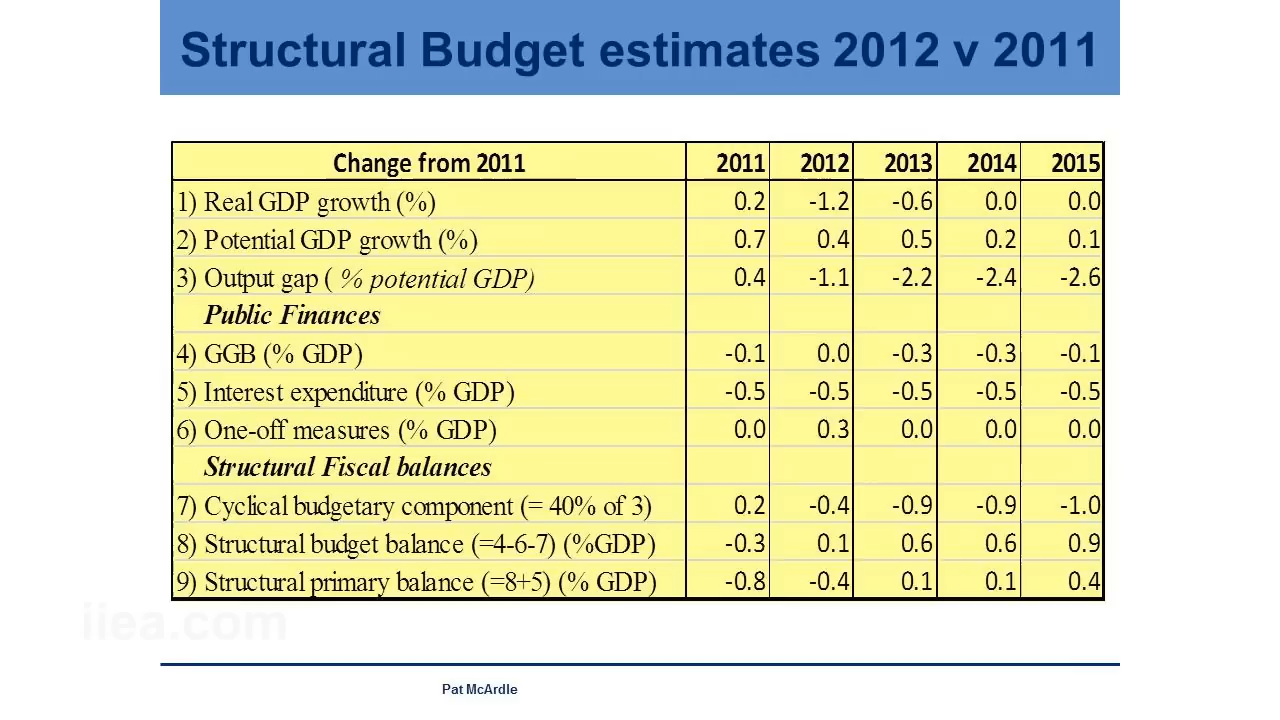 Structural Budget estimates 2012 v 2011
Change from 2011 2011 2012 2013 2014 2015
1) Real GDP growth (%) 0.2 -1.2 -0.6 0.0 0.0
2) Potential GDP growth (%) 0.7 0.4 0.5 0.2 0.1
3) Output gap ( % potential GDP) 0.4 -1.1 -2.2 -2.4 -2.6
Public Finances
4) GGB (% GDP) -0.1 0.0 -0.3 -0.3 -0.1
5) Interest expenditure (% GDP) -0.5 -0.5 -0.5 -0.5 -0.5
6) One-off measures (% GDP) 0.0 0.3 0.0 0.0 0.0
Structural Fiscal balances
7) Cyclical budgetary component (= 40% of 3) 0.2 -0.4 -0.9 -0.9 -1.0
8) Structural budget balance (=4-6-7) (%GDP) -0.3 0.1 0.6 0.6 0.9
9) Structural primary balance (=8+5) (% GDP) -0.8 -0.4 0.1 0.1 0.4
iiea.com
Pat McArdle